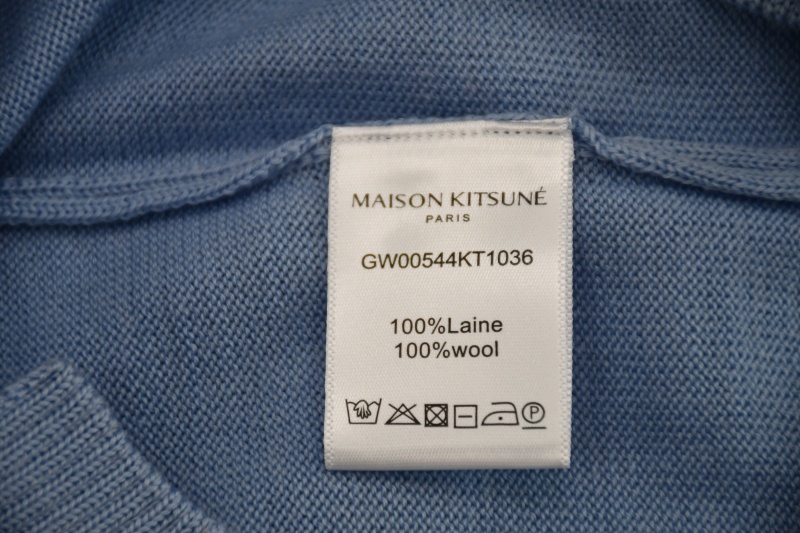 MAISON KITSUNÉ
PARIS
GW00544KT1036
100%Laine
100%wool
P